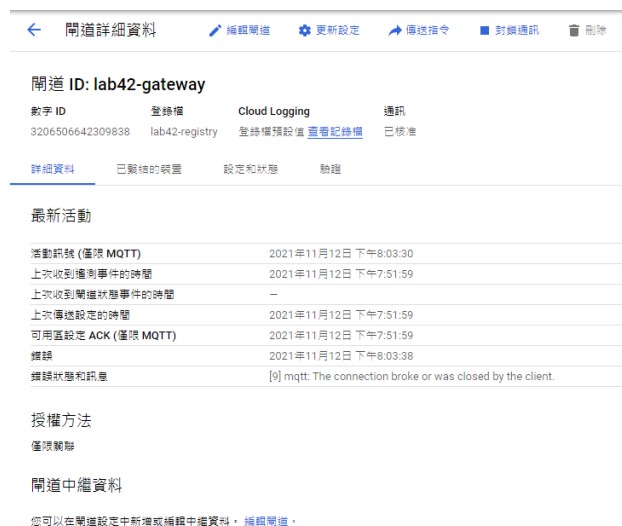 閘道詳細資料 編輯閘道 更新設定 傳送指令 封鎖通訊 刪除
閘道 ID: lab42-gateway
數字 ID 登錄檔 Cloud Logging 通訊
3206506642309838 lab42-registry 登錄檔預設值 查看記錄檔 已核准
詳細資料 已繫結的裝置 設定和狀態 驗證
最新活動
活動訊號 (僅限 MQTT) 2021年11月12日 下午8:03:30
上次收到遙測事件的時間 2021年11月12日 下午7:51:59
上次收到閘道狀態事件的時間 —
上次傳送設定的時間 2021年11月12日 下午7:51:59
可用區設定 ACK (僅限 MQTT) 2021年11月12日 下午7:51:59
錯誤 2021年11月12日 下午8:03:38
錯誤狀態和訊息 [9] mqtt: The connection broke or was closed by the client.
授權方法
僅限關聯
閘道中繼資料
您可以在閘道設定中新增或編輯中繼資料，編輯閘道。